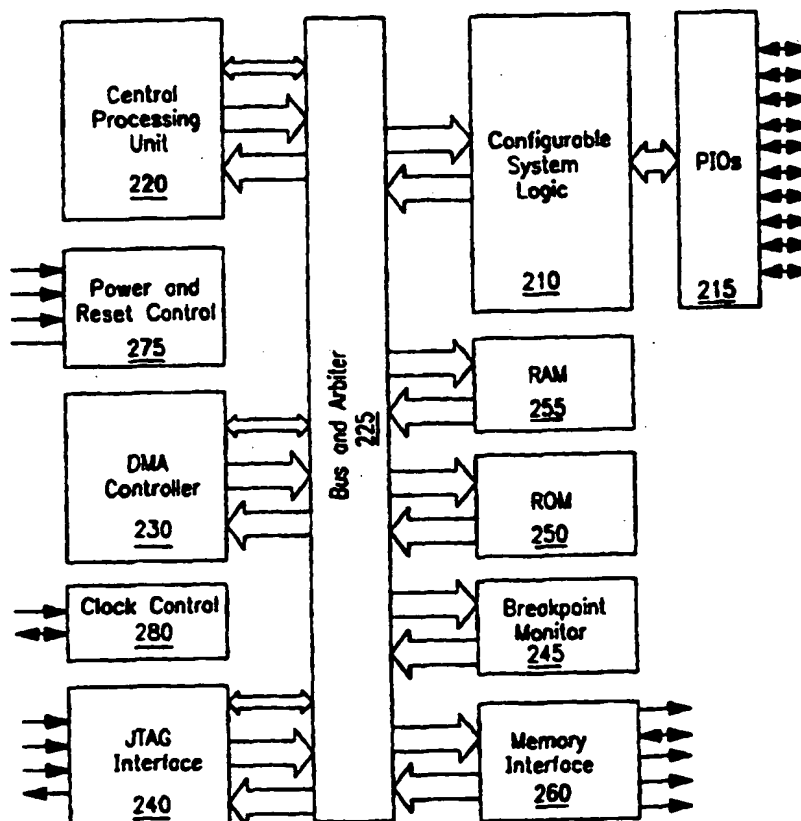 Central
Processing
Unit
220
Configurable
System
Logic
210
PIOs
215
Power and
Reset Control
275
Bus and Arbiter
225
RAM
255
DMA
Controller
230
ROM
250
Clock Control
280
Breakpoint
Monitor
245
JTAG
Interface
240
Memory
Interface
260